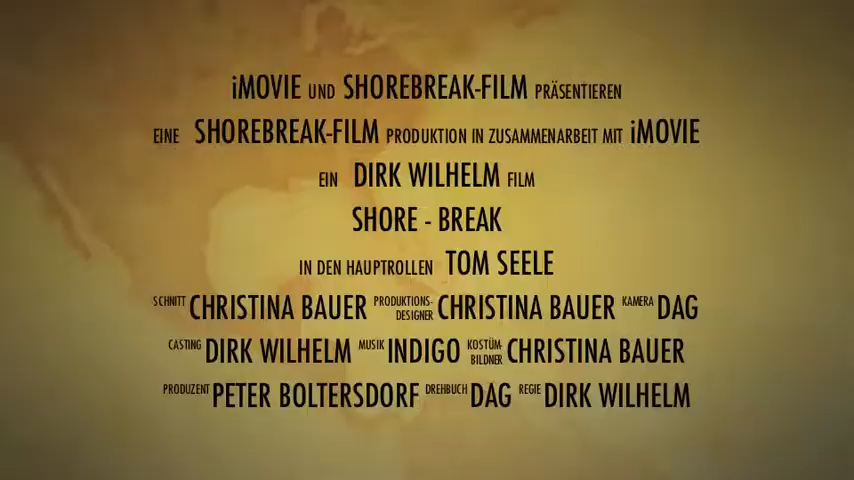 iMOVIE UND SHOREBREAK-FILM PRÄSENTIEREN
EINE SHOREBREAK-FILM PRODUKTION IN ZUSAMMENARBEIT MIT iMOVIE
EIN DIRK WILHELM FILM
SHORE - BREAK
IN DEN HAUPTROLLEN TOM SEELE
SCHNITT CHRISTINA BAUER PRODUKTIONS-DESIGNER CHRISTINA BAUER KAMERA DAG
CASTING DIRK WILHELM MUSIK INDIGO KOSTÜM-BILDNER CHRISTINA BAUER
PRODUZENT PETER BOLTERSDORF DREHBUCH DAG REGIE DIRK WILHELM